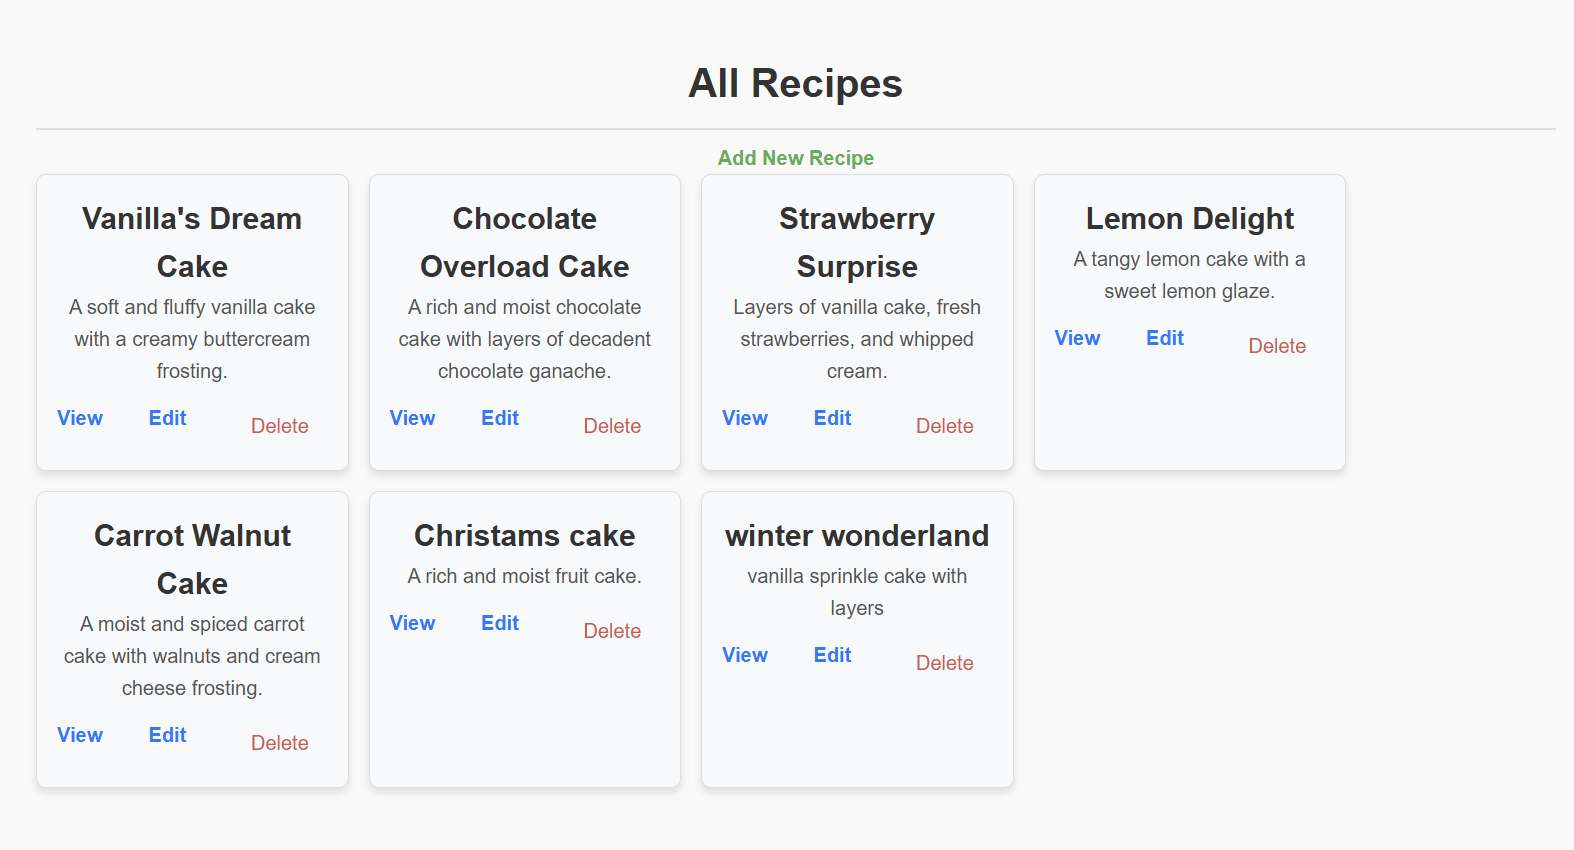 All Recipes
Add New Recipe
Vanilla's Dream
Cake
A soft and fluffy vanilla cake
with a creamy buttercream
frosting.
View Edit Delete
Chocolate
Overload Cake
A rich and moist chocolate
cake with layers of decadent
chocolate ganache.
View Edit Delete
Strawberry
Surprise
Layers of vanilla cake, fresh
strawberries, and whipped
cream.
View Edit Delete
Lemon Delight
A tangy lemon cake with a
sweet lemon glaze.
View Edit Delete
Carrot Walnut
Cake
A moist and spiced carrot
cake with walnuts and cream
cheese frosting.
View Edit Delete
Christams cake
A rich and moist fruit cake.
View Edit Delete
winter wonderland
vanilla sprinkle cake with
layers
View Edit Delete